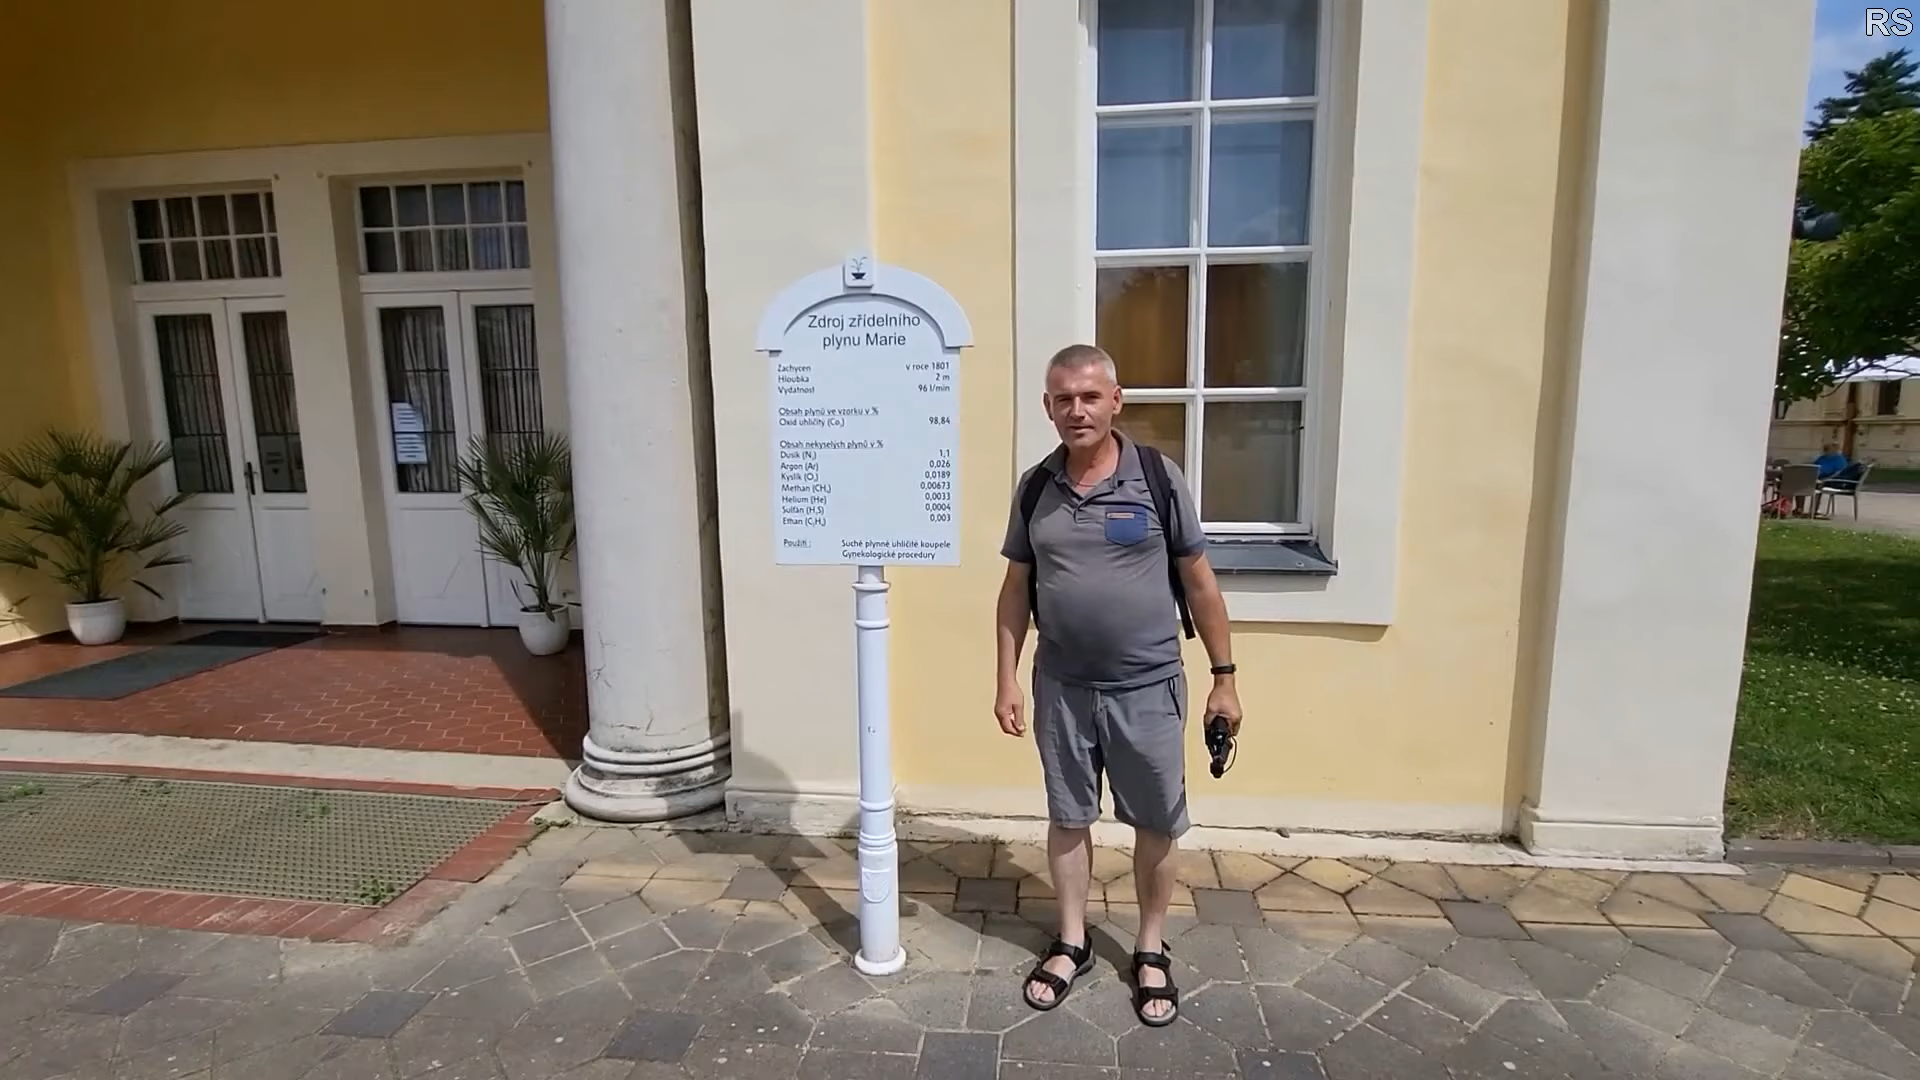 RS
Zdroj zřídelního
plynu Marie
Zachycen v roce 1801
Hloubka 2 m
Vydatnost 96 l/min
Obsah plynů ve vzorku v %
Oxid uhličitý (Co₂) 98,84
Obsah nekyselých plynů v %
Dusík (N₂) 1,1
Argon (Ar) 0,026
Kyslík (O₂) 0,0189
Methan (CH₄) 0,00673
Helium (He) 0,0033
Sulfan (H₂S) 0,0004
Ethan (C₂H₆) 0,003
Použití : Suché plynné uhličité koupele
Gynekologické procedury